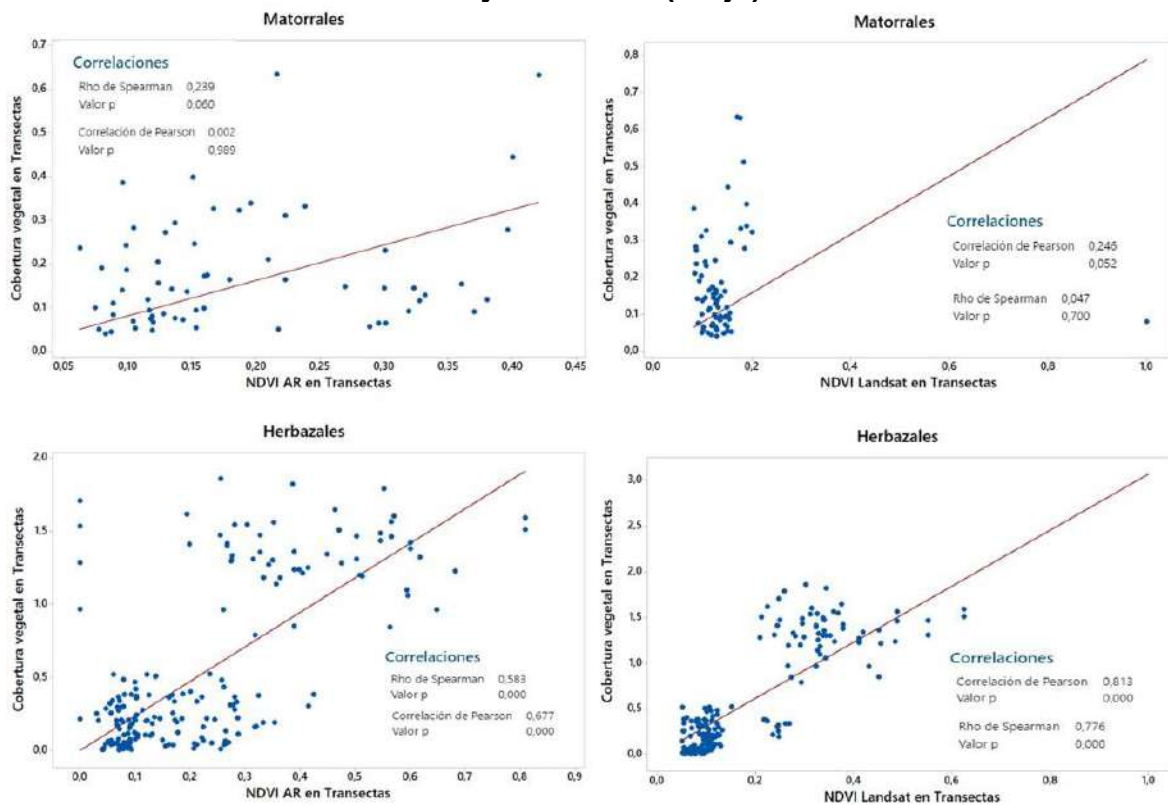 Matorrales
0,7
0,6
0,5
0,4
0,3
0,2
0,1
0,0
Cobertura vegetal en Transectas
Correlaciones
Rho de Spearman 0,239
Valor p 0,060
Correlación de Pearson 0,002
Valor p 0,989
0,05 0,10 0,15 0,20 0,25 0,30 0,35 0,40 0,45
NDVI AR en Transectas
Matorrales
0,8
0,7
0,6
0,5
0,4
0,3
0,2
0,1
0,0
Cobertura vegetal en Transectas
Correlaciones
Correlación de Pearson 0,246
Valor p 0,052
Rho de Spearman 0,047
Valor p 0,700
0,0 0,2 0,4 0,6 0,8 1,0
NDVI Landsat en Transectas
Herbazales
2,0
1,5
1,0
0,5
0,0
Cobertura vegetal en Transectas
Correlaciones
Rho de Spearman 0,583
Valor p 0,000
Correlación de Pearson 0,677
Valor p 0,000
0,0 0,1 0,2 0,3 0,4 0,5 0,6 0,7 0,8 0,9
NDVI AR en Transectas
Herbazales
3,0
2,5
2,0
1,5
1,0
0,5
0,0
Cobertura vegetal en Transectas
Correlaciones
Correlación de Pearson 0,813
Valor p 0,000
Rho de Spearman 0,776
Valor p 0,000
0,0 0,2 0,4 0,6 0,8 1,0
NDVI Landsat en Transectas